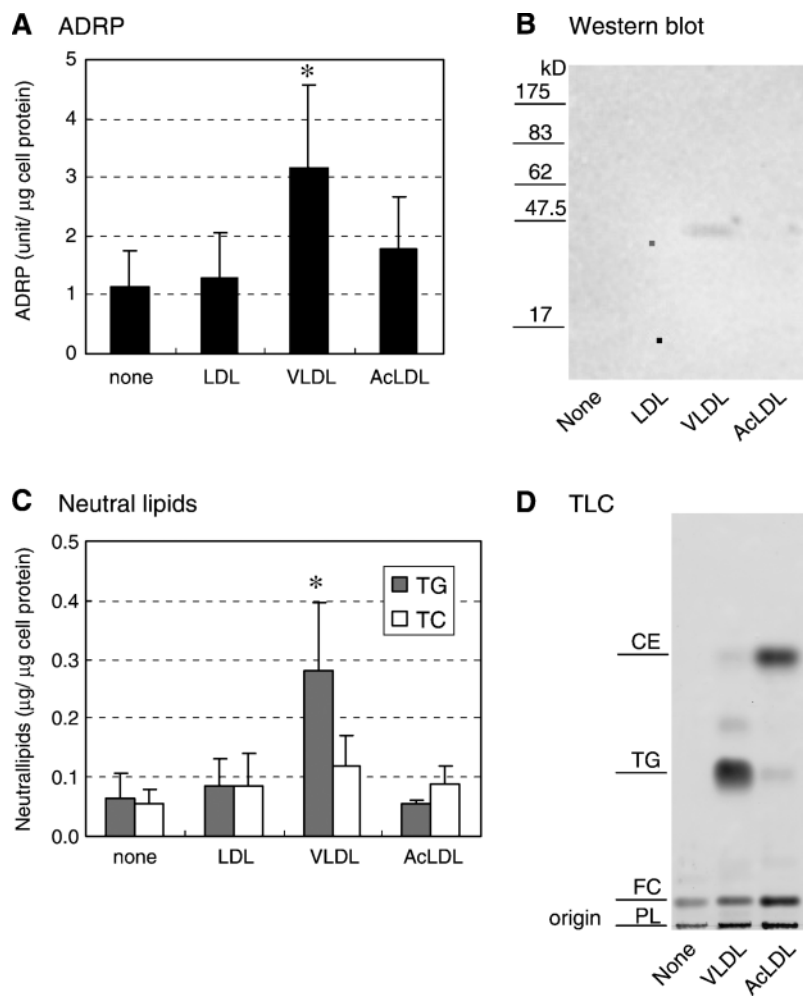 A ADRP
ADRP (unit/ μg cell protein)
5
4
3
2
1
0
*
none LDL VLDL AcLDL
B Western blot
kD
175
83
62
47.5
17
None LDL VLDL AcLDL
C Neutral lipids
Neutrallipids (μg/ μg cell protein)
0.5
0.4
0.3
0.2
0.1
0.0
*
TG
TC
none LDL VLDL AcLDL
D TLC
CE
TG
FC
origin PL
None VLDL AcLDL